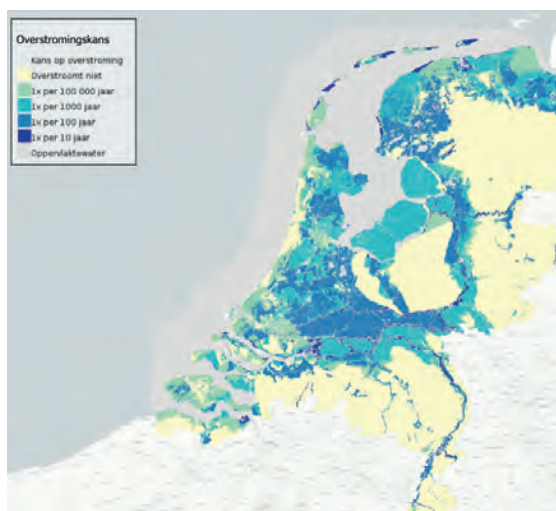 Overstromingskans
Kans op overstroming
Overstroomt niet
1x per 100 000 jaar
1x per 1000 jaar
1x per 100 jaar
1x per 10 jaar
Oppervlaktewater